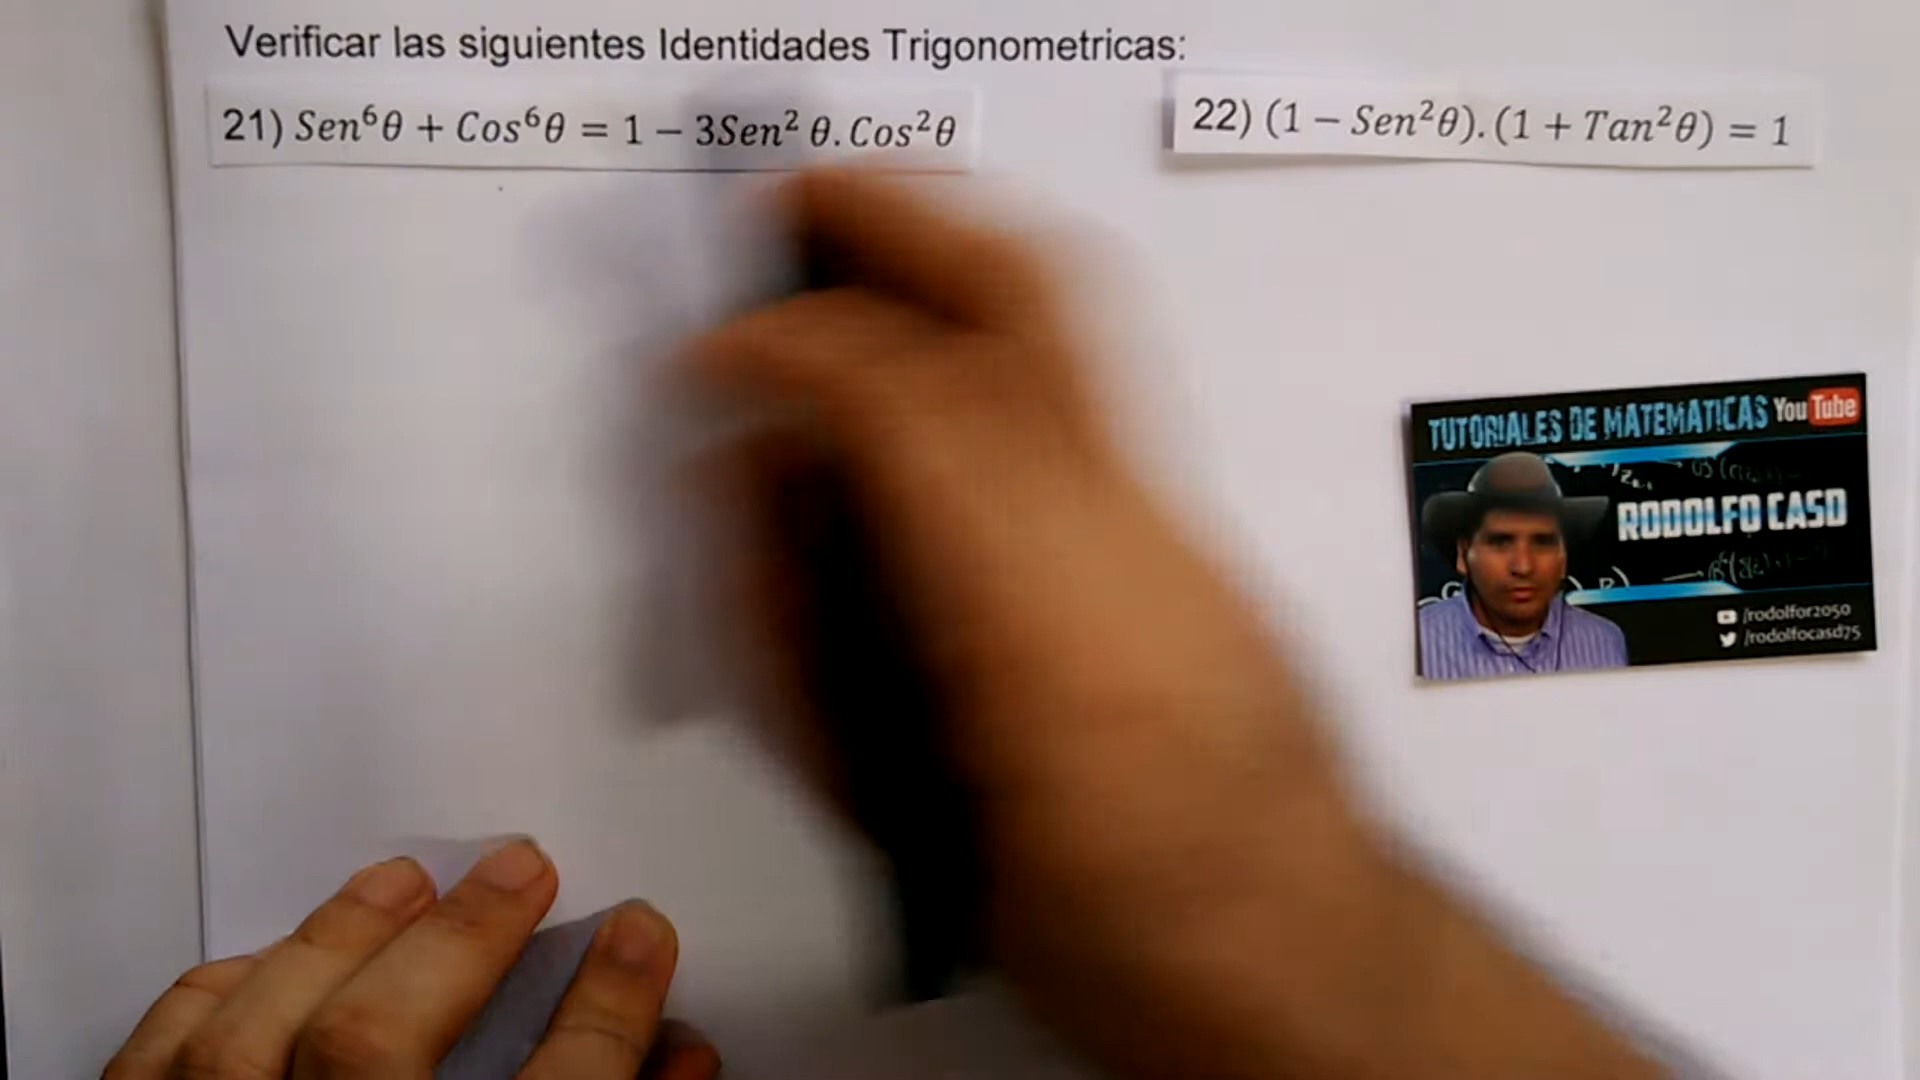 Verificar las siguientes Identidades Trigonometricas:
21) Sen⁶θ + Cos⁶θ = 1 − 3Sen² θ. Cos²θ
22) (1 − Sen²θ). (1 + Tan²θ) = 1
TUTORIALES DE MATEMATICAS YouTube
RODOLFO CASD
/rodolfor2050
/rodolfocasd75